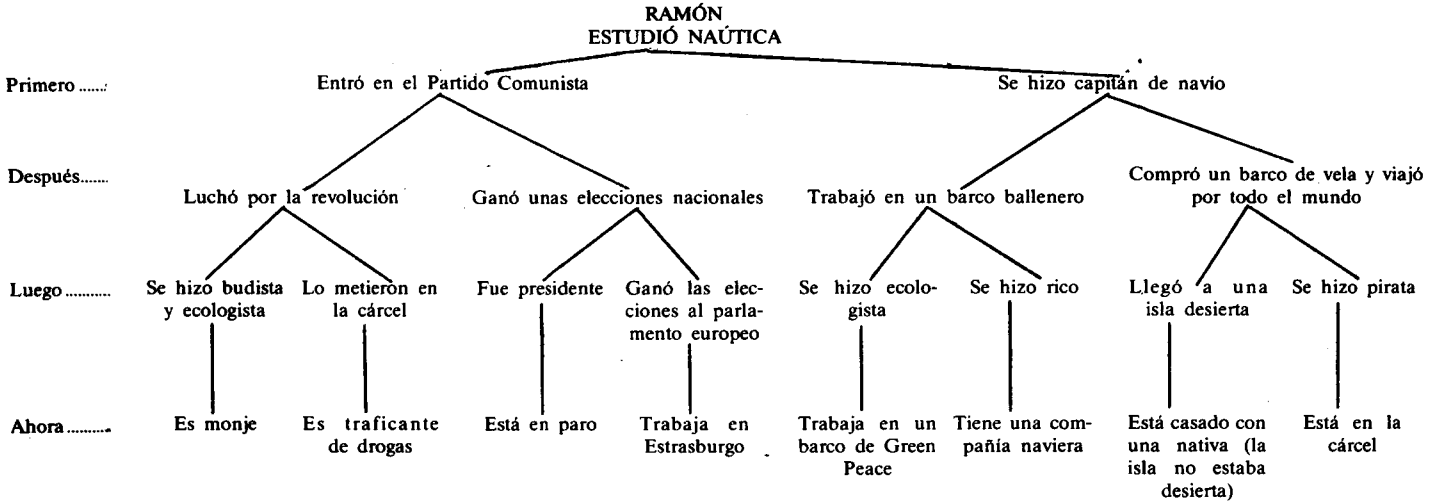 RAMÓN
ESTUDIÓ NAÚTICA
Primero ......: Entró en el Partido Comunista Se hizo capitán de navío
Después....... Luchó por la revolución Ganó unas elecciones nacionales Trabajó en un barco ballenero Compró un barco de vela y viajó
por todo el mundo
Luego ........... Se hizo budista Lo metieron en Fue presidente Ganó las elec- Se hizo ecolo- Se hizo rico Llegó a una Se hizo pirata
y ecologista la cárcel ciones al parla- gista isla desierta
mento europeo
Ahora .......... Es monje Es traficante Está en paro Trabaja en Trabaja en un Tiene una com- Está casado con Está en la
de drogas Estrasburgo barco de Green pañía naviera una nativa (la cárcel
Peace isla no estaba
desierta)